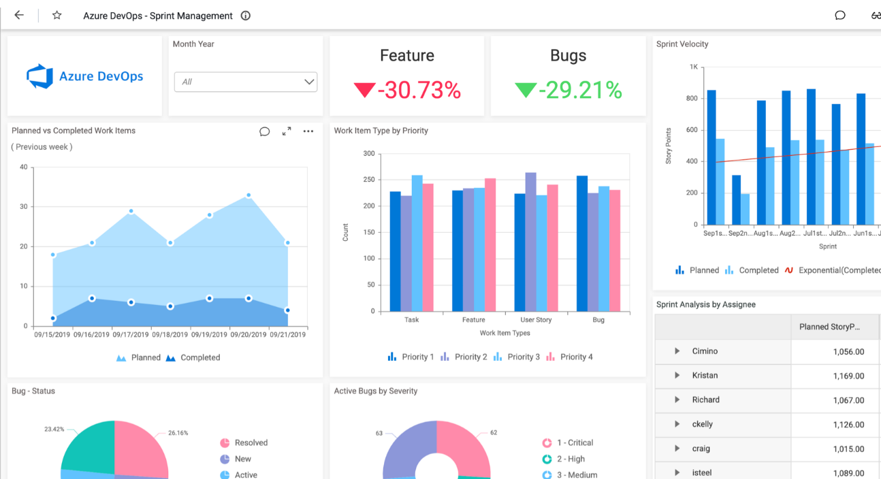 Azure DevOps - Sprint Management
Azure DevOps
Month Year
All
Feature
-30.73%
Bugs
-29.21%
Sprint Velocity
1K
800
600
400
200
0
Story Points
Sep1s... Sep2n... Aug1s... Aug2... Jul1st... Jul2n... Jun1s...
Sprint
Planned Completed Exponential(Completed
Planned vs Completed Work Items
( Previous week )
40
30
20
10
0
09/15/2019 09/16/2019 09/17/2019 09/18/2019 09/19/2019 09/20/2019 09/21/2019
Planned Completed
Work Item Type by Priority
300
250
200
150
100
50
0
Count
Task Feature User Story Bug
Work Item Types
Priority 1 Priority 2 Priority 3 Priority 4
Sprint Analysis by Assignee
Planned StoryP...
Cimino 1,056.00
Kristan 1,169.00
Richard 1,067.00
ckelly 1,126.00
craig 1,015.00
isteel 1,089.00
Bug - Status
23.42%
26.16%
Resolved
New
Active
Active Bugs by Severity
63
62
1 - Critical
2 - High
3 - Medium